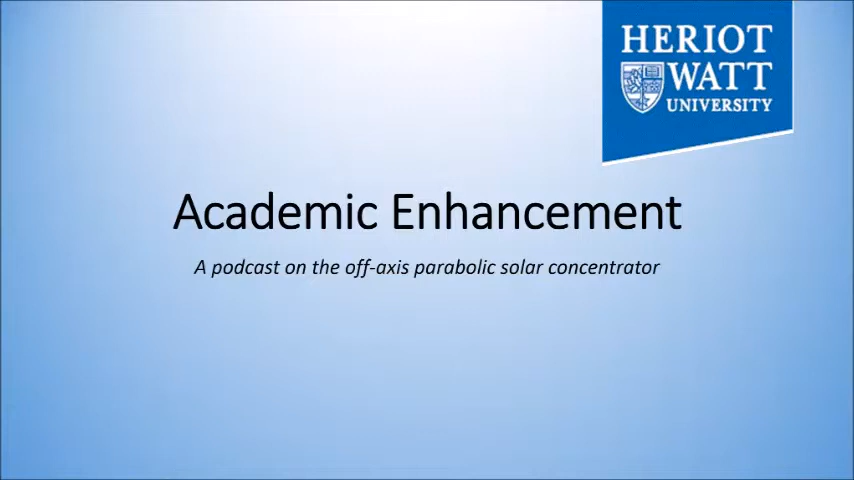 HERIOT
WATT
UNIVERSITY
Academic Enhancement
A podcast on the off-axis parabolic solar concentrator